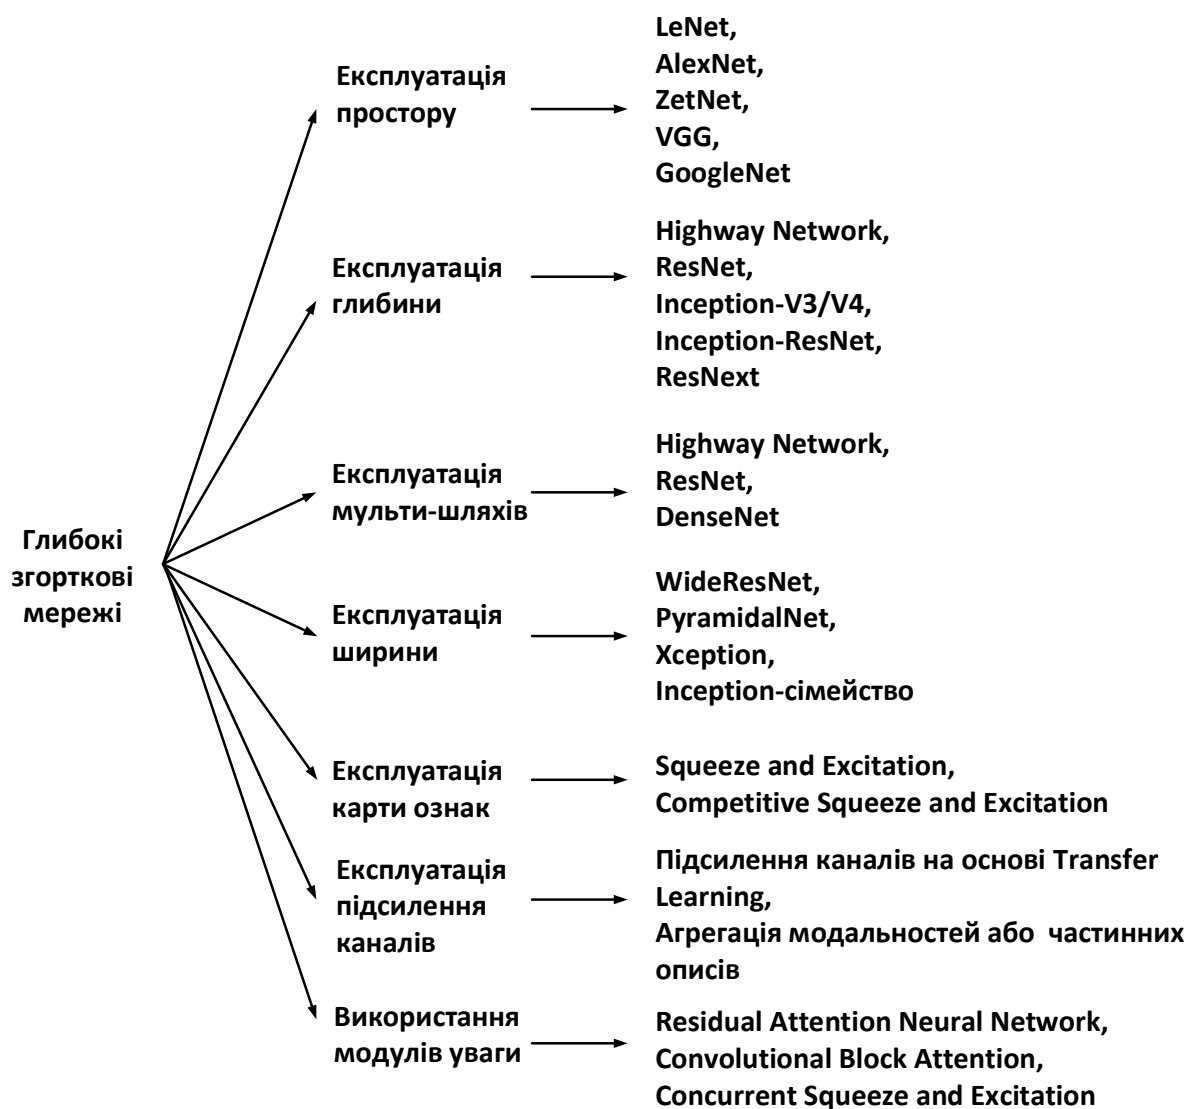 Глибокі
згорткові
мережі
Експлуатація
простору
LeNet,
AlexNet,
ZetNet,
VGG,
GoogleNet
Експлуатація
глибини
Highway Network,
ResNet,
Inception-V3/V4,
Inception-ResNet,
ResNext
Експлуатація
мульти-шляхів
Highway Network,
ResNet,
DenseNet
Експлуатація
ширини
WideResNet,
PyramidalNet,
Xception,
Inception-сімейство
Експлуатація
карти ознак
Squeeze and Excitation,
Competitive Squeeze and Excitation
Експлуатація
підсилення
каналів
Підсилення каналів на основі Transfer
Learning,
Агрегація модальностей або частинних
описів
Використання
модулів уваги
Residual Attention Neural Network,
Convolutional Block Attention,
Concurrent Squeeze and Excitation